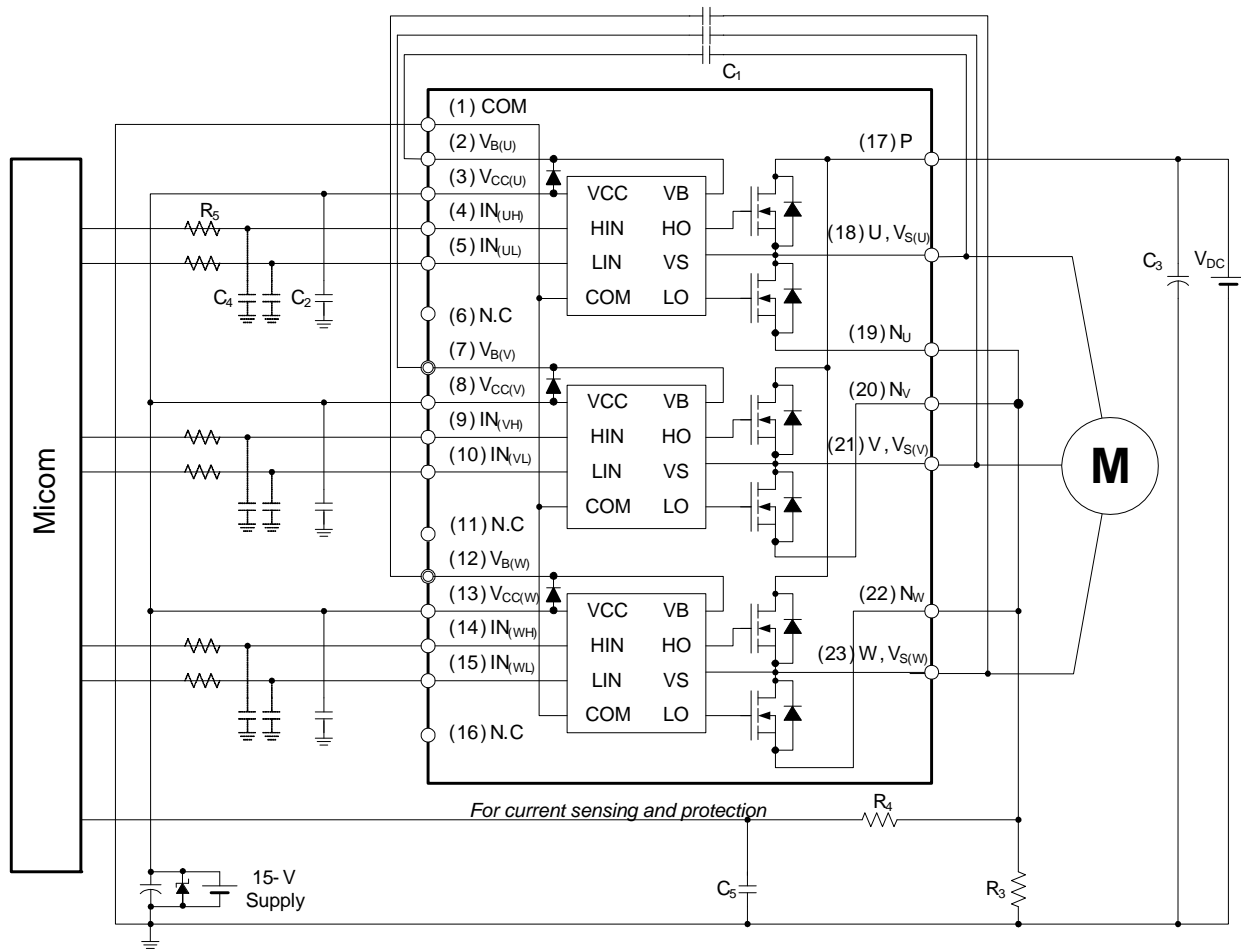 C1
(1) COM
(2) VB(U)
(3) VCC(U)
(4) IN(UH)
(5) IN(UL)
(6) N.C
(7) VB(V)
(8) VCC(V)
(9) IN(VH)
(10) IN(VL)
(11) N.C
(12) VB(W)
(13) VCC(W)
(14) IN(WH)
(15) IN(WL)
(16) N.C
VCC VB
HIN HO
LIN VS
COM LO
VCC VB
HIN HO
LIN VS
COM LO
VCC VB
HIN HO
LIN VS
COM LO
(17) P
(18) U, VS(U)
(19) NU
(20) NV
(21) V, VS(V)
(22) NW
(23) W, VS(W)
Micom
R5
C4
C2
C3
VDC
M
For current sensing and protection
R4
C5
R3
15-V
Supply